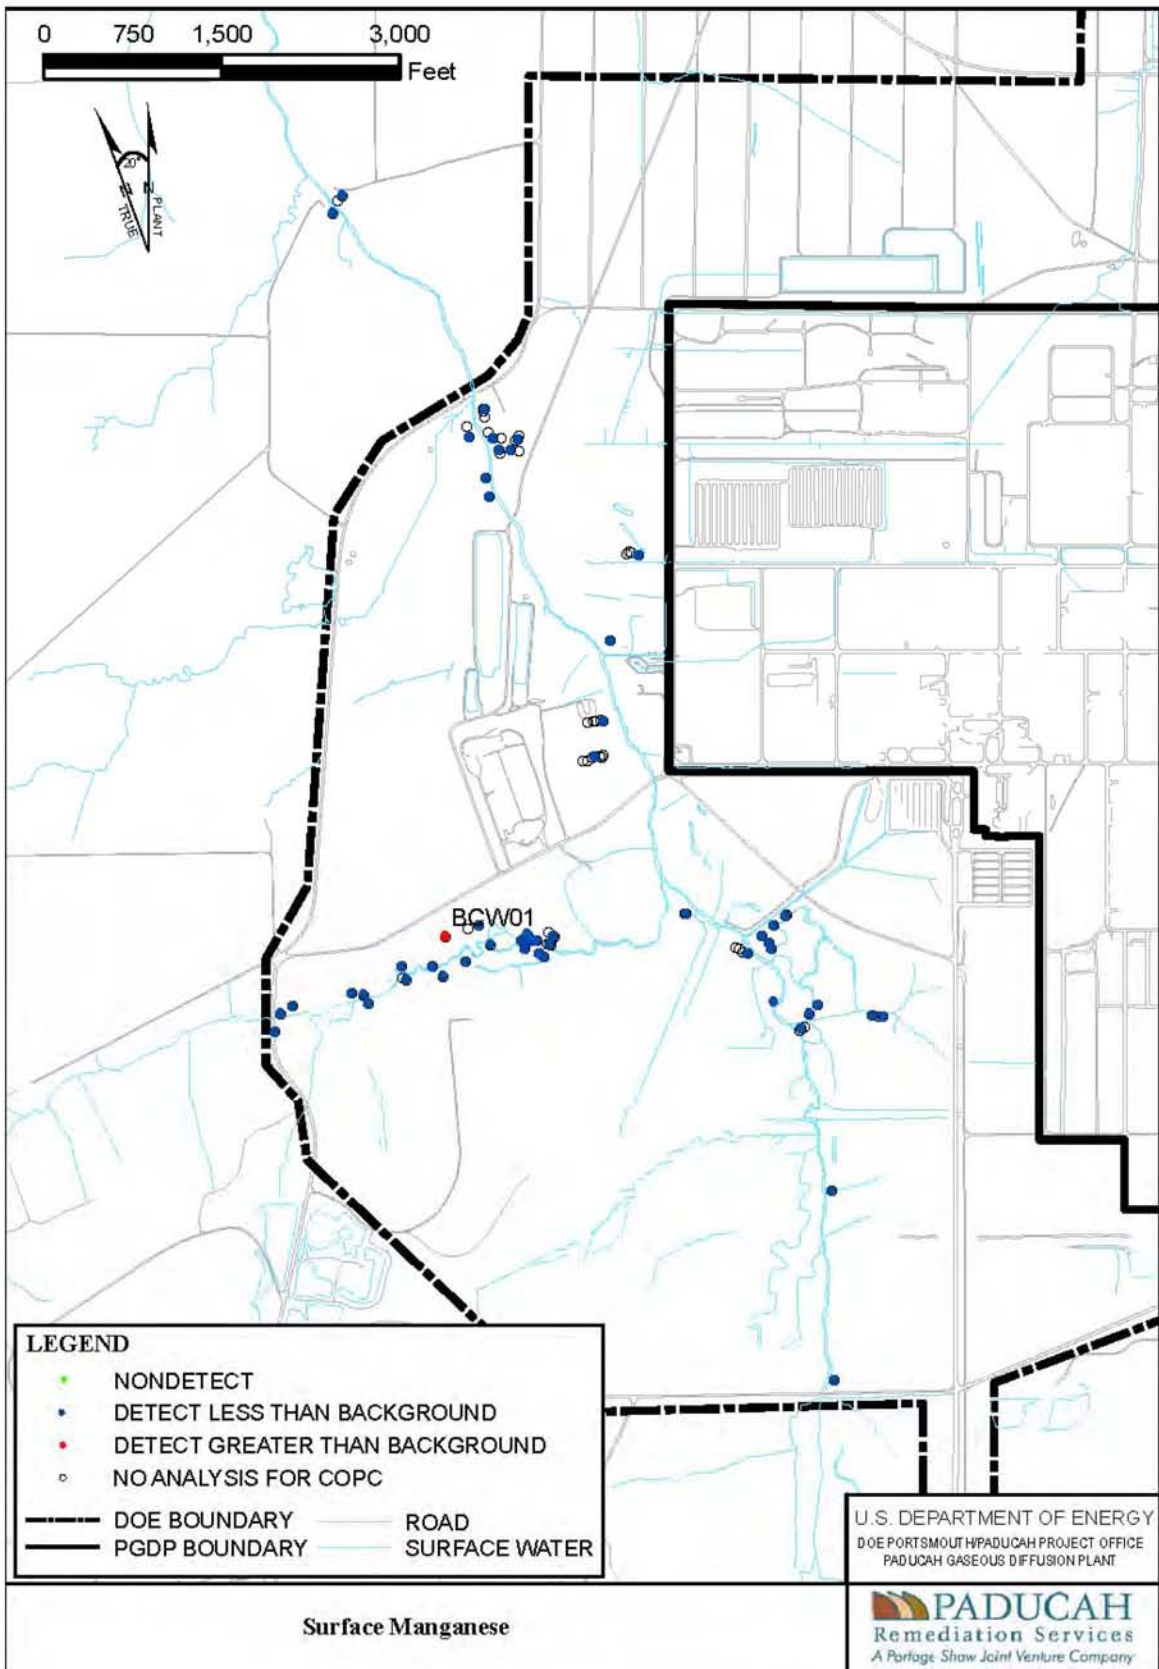 0 750 1,500 3,000
Feet
20°
N
TRUE
N
PLANT
BCW01
LEGEND
NONDETECT
DETECT LESS THAN BACKGROUND
DETECT GREATER THAN BACKGROUND
NO ANALYSIS FOR COPC
DOE BOUNDARY
ROAD
PGDP BOUNDARY
SURFACE WATER
U.S. DEPARTMENT OF ENERGY
DOE PORTSMOUTH/PADUCAH PROJECT OFFICE
PADUCAH GASEOUS DIFFUSION PLANT
Surface Manganese
PADUCAH
Remediation Services
A Portage Shaw Joint Venture Company